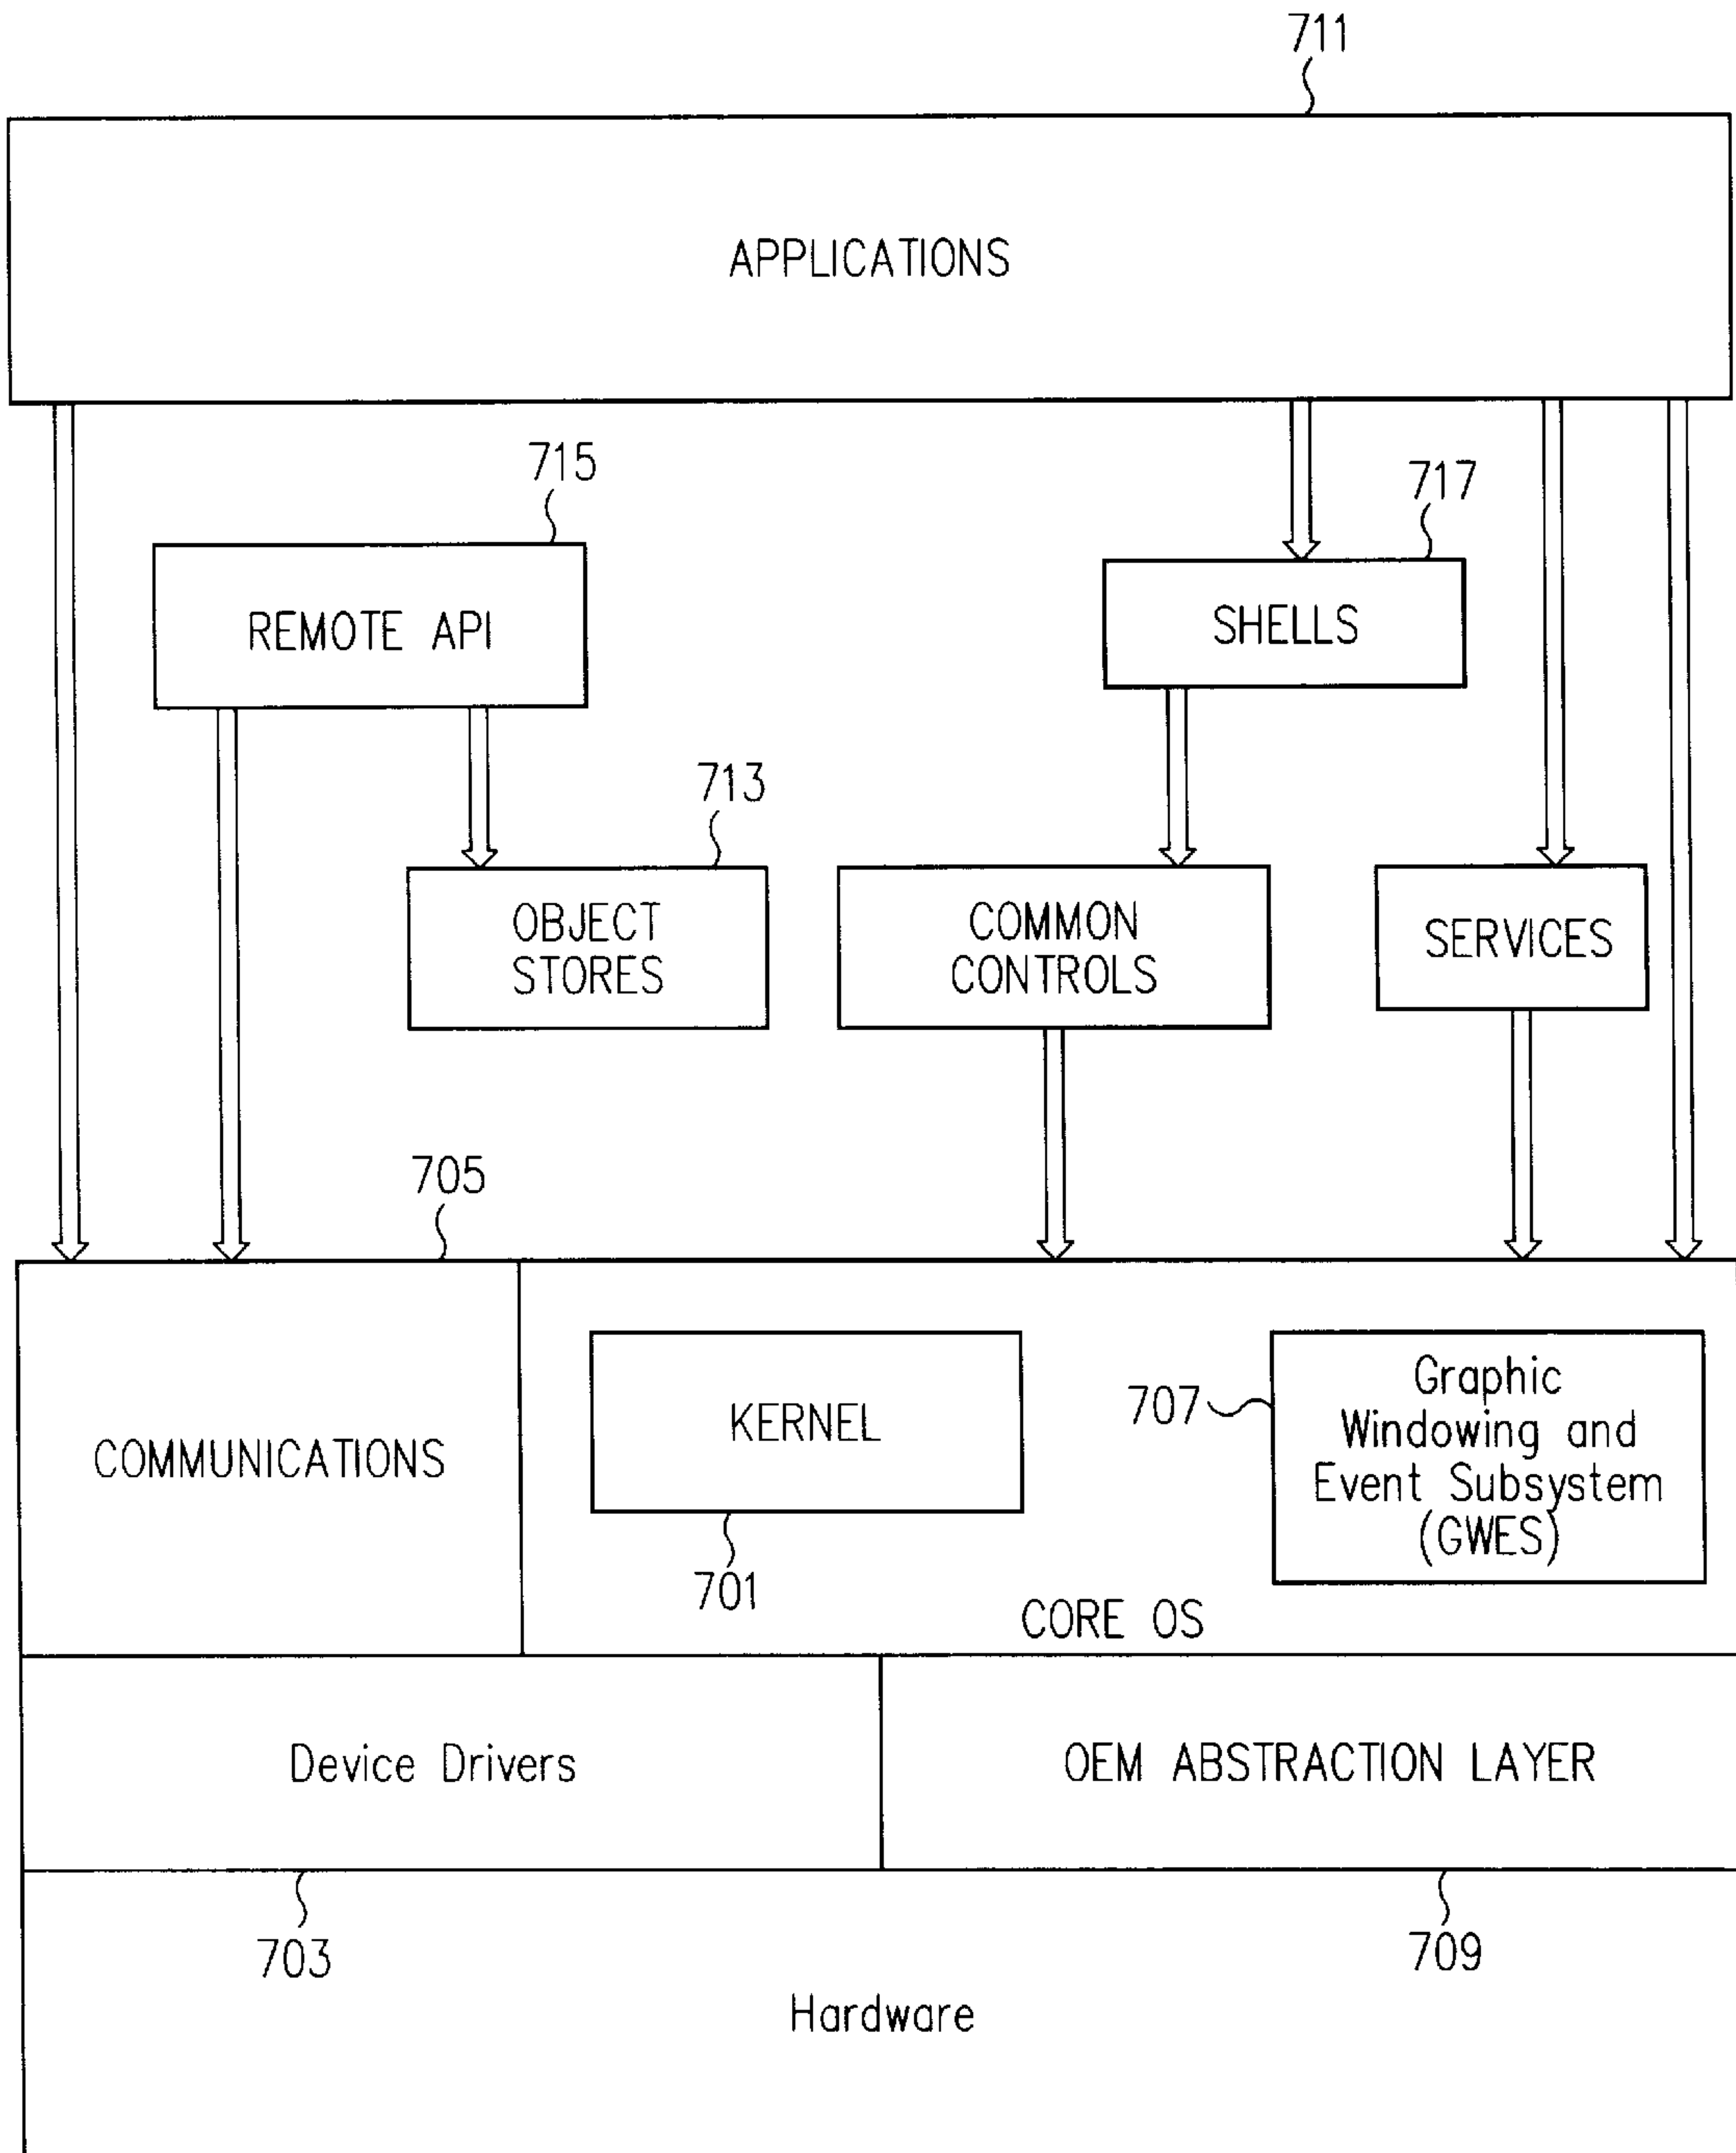 711
APPLICATIONS
715
717
REMOTE API
SHELLS
713
OBJECT
STORES
COMMON
CONTROLS
SERVICES
705
COMMUNICATIONS
KERNEL
701
707
Graphic
Windowing and
Event Subsystem
(GWES)
CORE OS
Device Drivers
OEM ABSTRACTION LAYER
703
709
Hardware